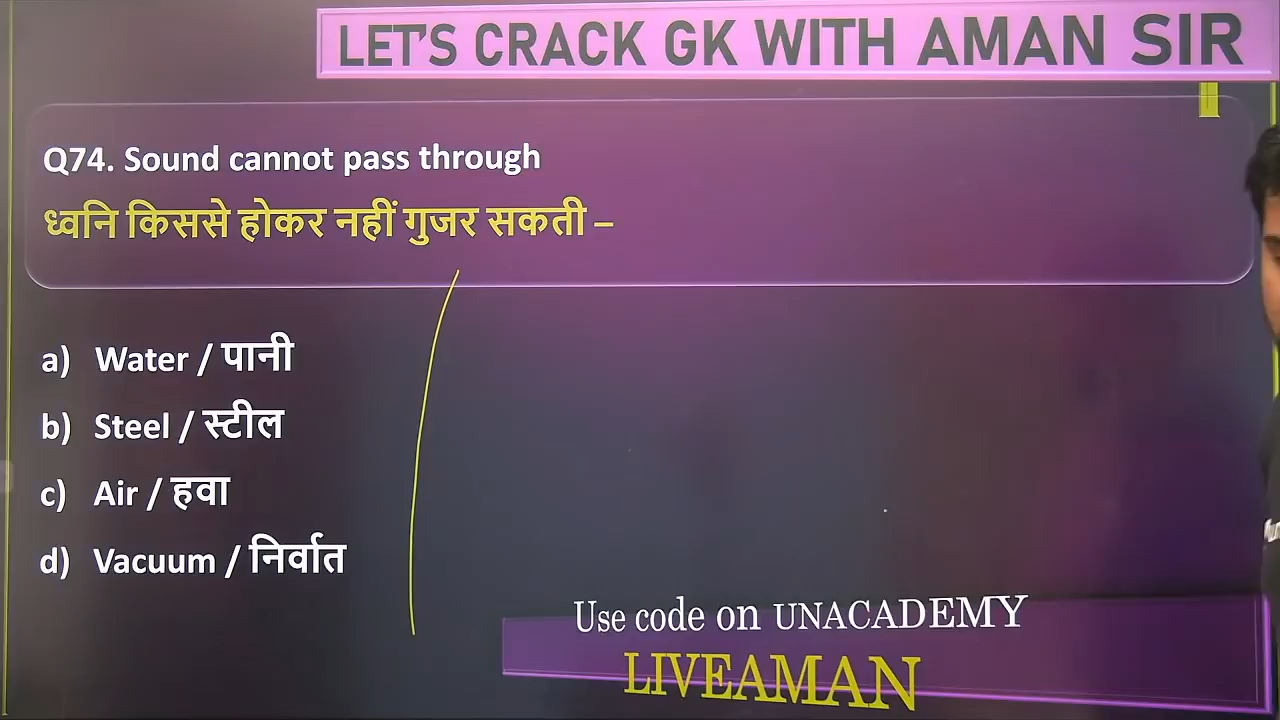 LET'S CRACK GK WITH AMAN SIR
Q74. Sound cannot pass through
ध्वनि किससे होकर नहीं गुजर सकती –
a) Water / पानी
b) Steel / स्टील
c) Air / हवा
d) Vacuum / निर्वात
Use code on UNACADEMY
LIVEAMAN